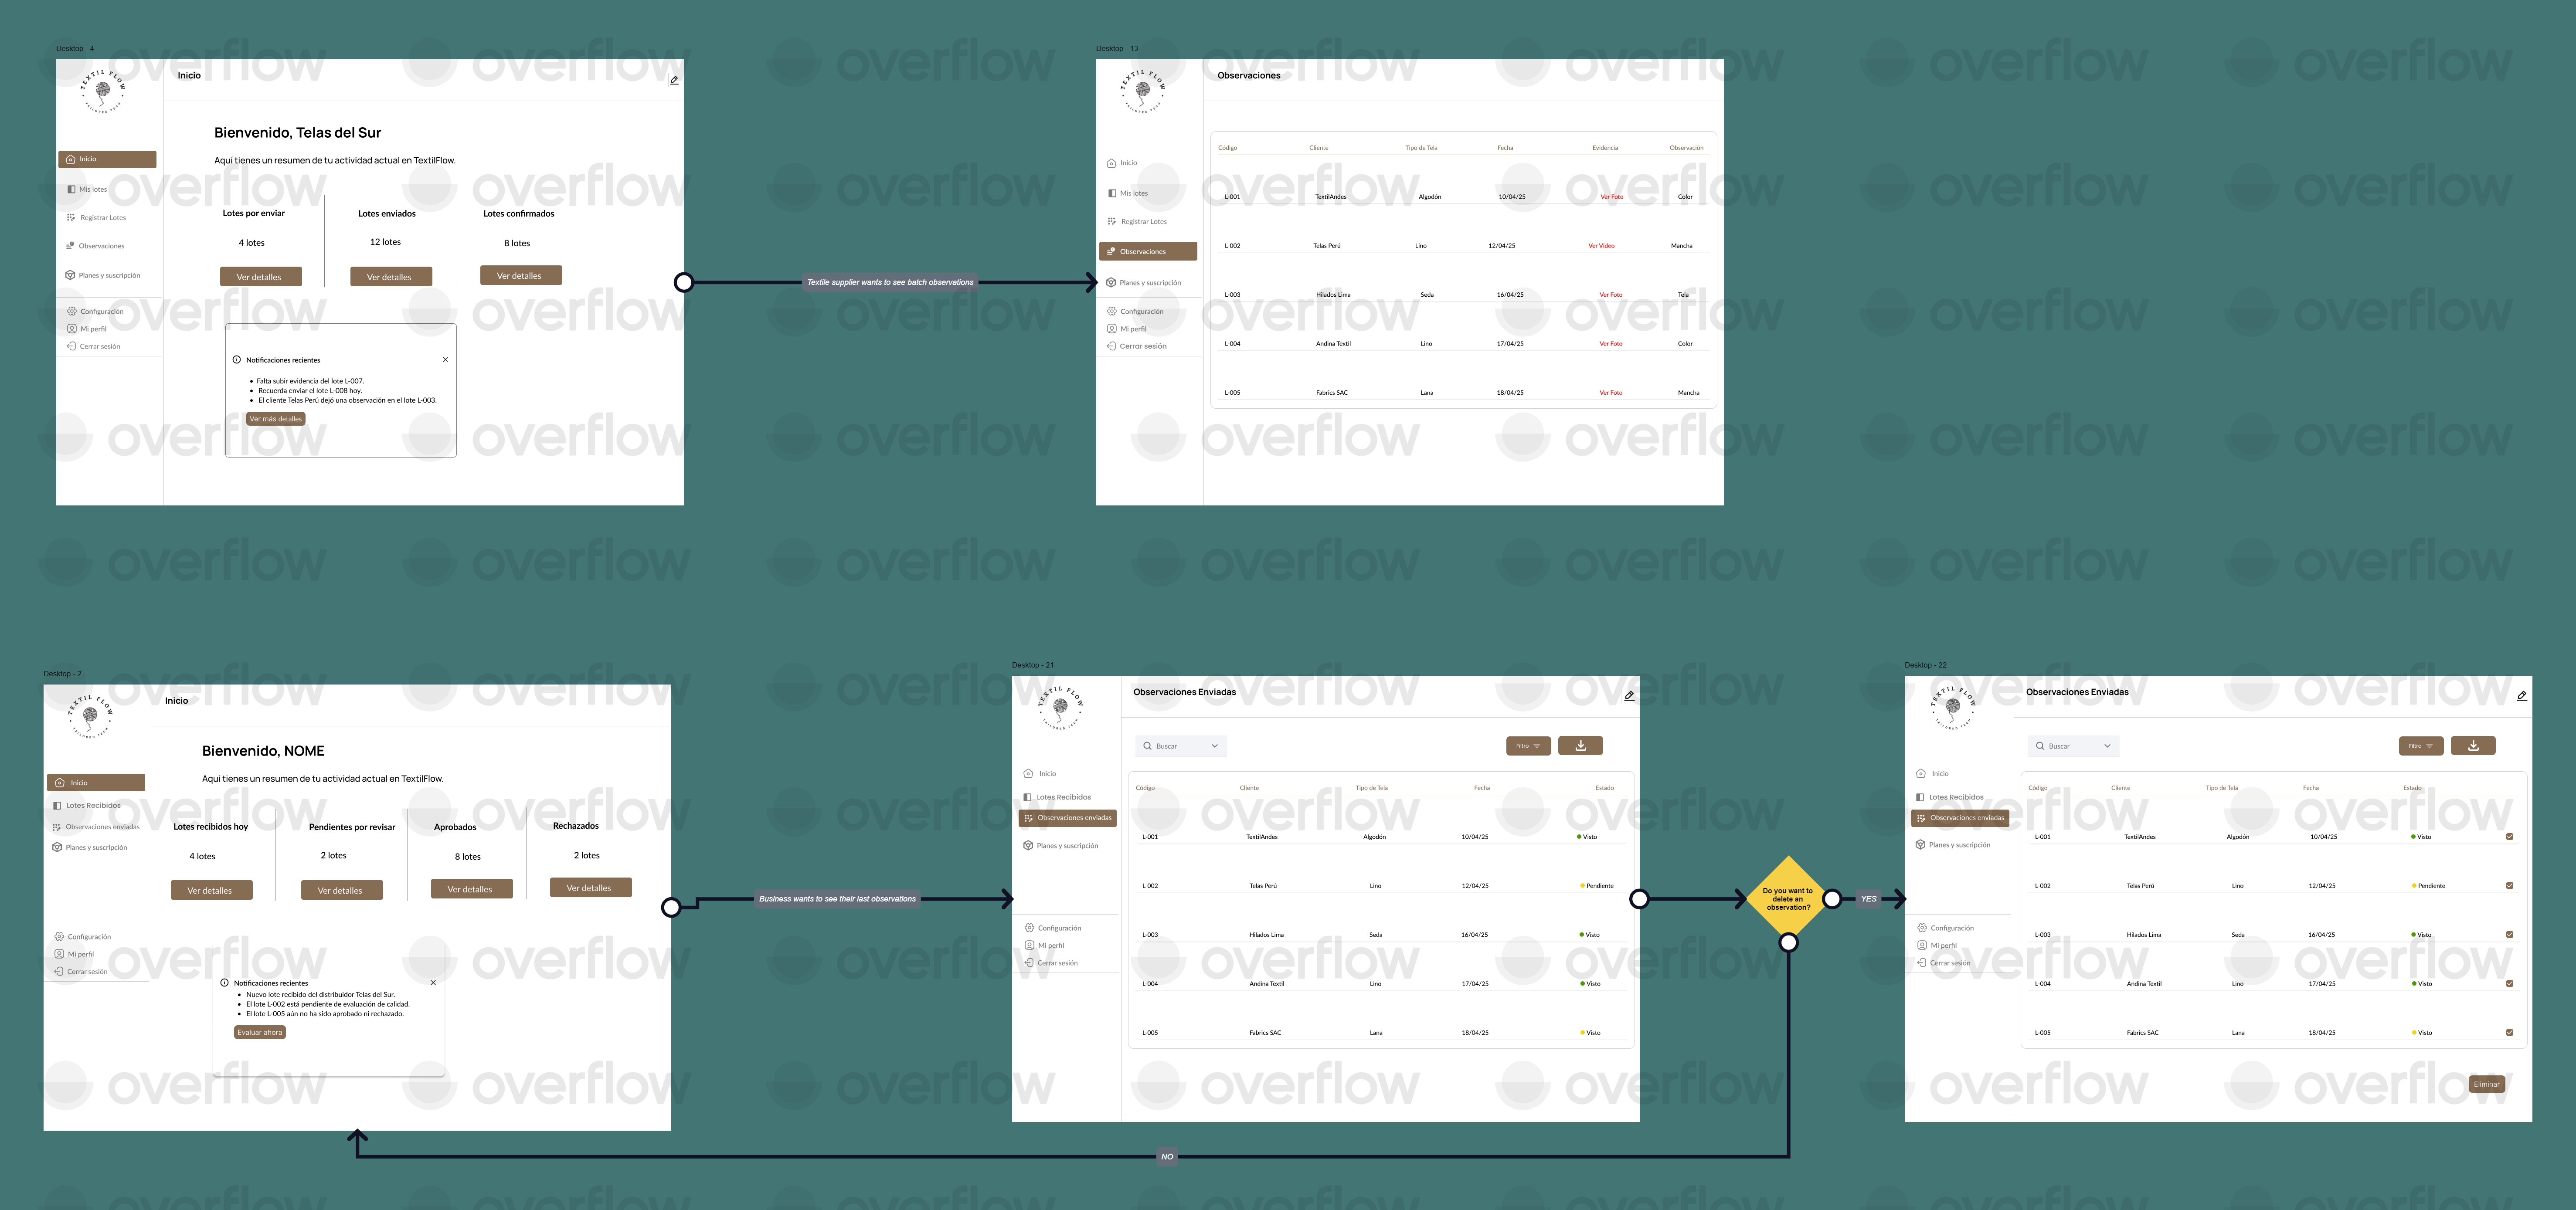 Desktop - 4
TEXTIL FLOW
TAILORED TECH
Inicio
Inicio
Mis lotes
Registrar Lotes
Observaciones
Planes y suscripción
Configuración
Mi perfil
Cerrar sesión
Bienvenido, Telas del Sur
Aquí tienes un resumen de tu actividad actual en TextilFlow.
Lotes por enviar
4 lotes
Ver detalles
Lotes enviados
12 lotes
Ver detalles
Lotes confirmados
8 lotes
Ver detalles
Notificaciones recientes
Falta subir evidencia del lote L-007.
Recuerda enviar el lote L-008 hoy.
El cliente Telas Perú dejó una observación en el lote L-003.
Ver más detalles
Textile supplier wants to see batch observations
Desktop - 13
TEXTIL FLOW
TAILORED TECH
Observaciones
Inicio
Mis lotes
Registrar Lotes
Observaciones
Planes y suscripción
Configuración
Mi perfil
Cerrar sesión
Código Cliente Tipo de Tela Fecha Evidencia Observación
L-001 TextilAndes Algodón 10/04/25 Ver Foto Color
L-002 Telas Perú Lino 12/04/25 Ver Video Mancha
L-003 Hilados Lima Seda 16/04/25 Ver Foto Tela
L-004 Andina Textil Lino 17/04/25 Ver Foto Color
L-005 Fabrics SAC Lana 18/04/25 Ver Foto Mancha
Desktop - 2
TEXTIL FLOW
TAILORED TECH
Inicio
Inicio
Lotes Recibidos
Observaciones enviadas
Planes y suscripción
Configuración
Mi perfil
Cerrar sesión
Bienvenido, NOME
Aquí tienes un resumen de tu actividad actual en TextilFlow.
Lotes recibidos hoy
4 lotes
Ver detalles
Pendientes por revisar
2 lotes
Ver detalles
Aprobados
8 lotes
Ver detalles
Rechazados
2 lotes
Ver detalles
Notificaciones recientes
Nuevo lote recibido del distribuidor Telas del Sur.
El lote L-002 está pendiente de evaluación de calidad.
El lote L-005 aún no ha sido aprobado ni rechazado.
Evaluar ahora
Business wants to see their last observations
Desktop - 21
TEXTIL FLOW
TAILORED TECH
Observaciones Enviadas
Inicio
Lotes Recibidos
Observaciones enviadas
Planes y suscripción
Configuración
Mi perfil
Cerrar sesión
Buscar
Filtro
Código Cliente Tipo de Tela Fecha Estado
L-001 TextilAndes Algodón 10/04/25 Visto
L-002 Telas Perú Lino 12/04/25 Pendiente
L-003 Hilados Lima Seda 16/04/25 Visto
L-004 Andina Textil Lino 17/04/25 Visto
L-005 Fabrics SAC Lana 18/04/25 Visto
Do you want to
delete an
observation?
YES
NO
Desktop - 22
TEXTIL FLOW
TAILORED TECH
Observaciones Enviadas
Inicio
Lotes Recibidos
Observaciones enviadas
Planes y suscripción
Configuración
Mi perfil
Cerrar sesión
Buscar
Filtro
Código Cliente Tipo de Tela Fecha Estado
L-001 TextilAndes Algodón 10/04/25 Visto
L-002 Telas Perú Lino 12/04/25 Pendiente
L-003 Hilados Lima Seda 16/04/25 Visto
L-004 Andina Textil Lino 17/04/25 Visto
L-005 Fabrics SAC Lana 18/04/25 Visto
Eliminar
overflow